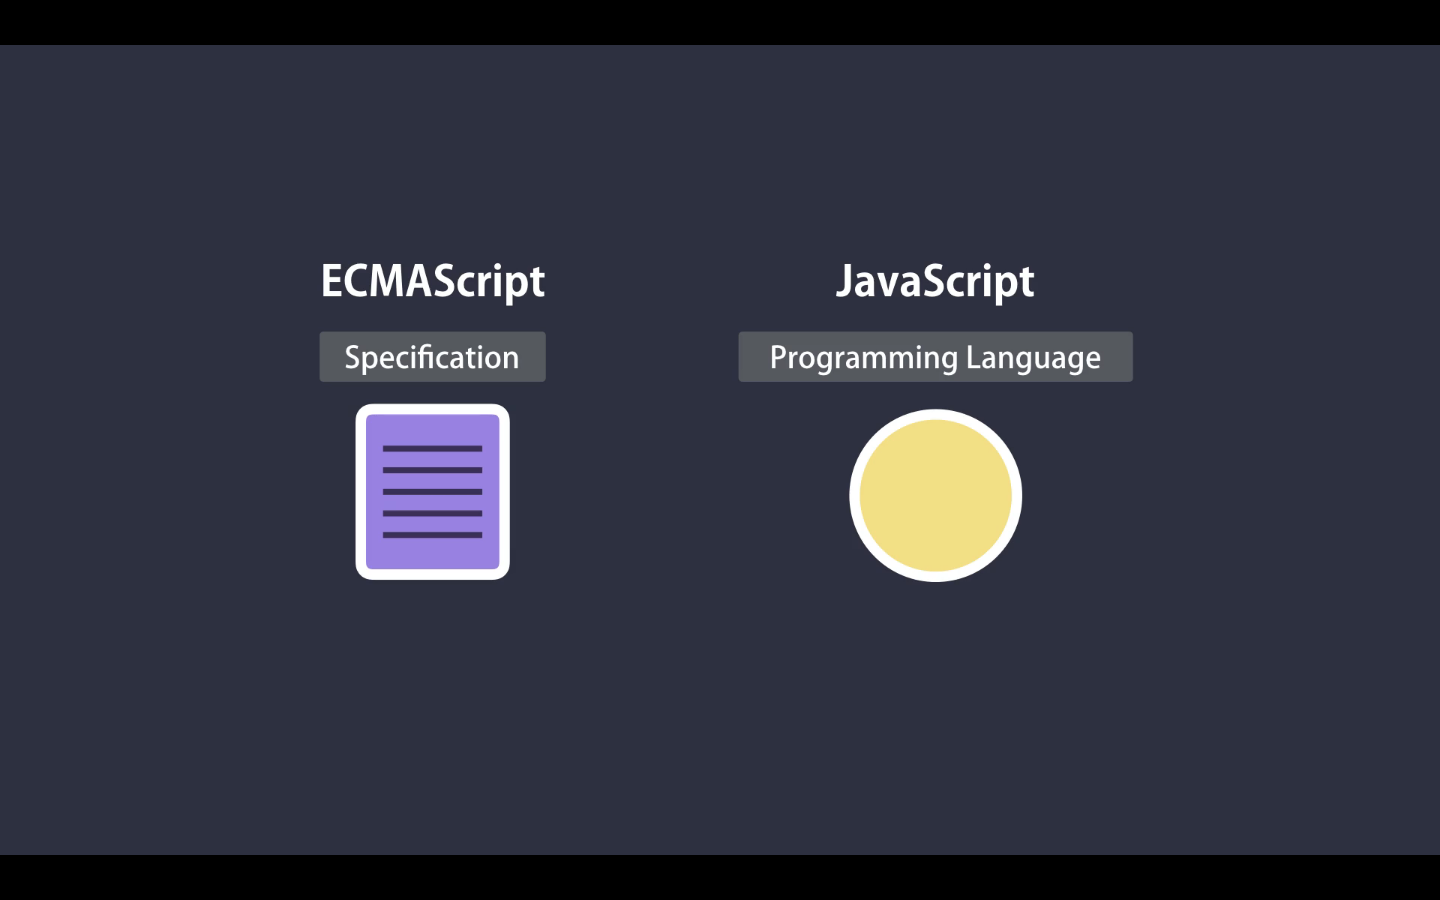 ECMAScript
Specification
JavaScript
Programming Language